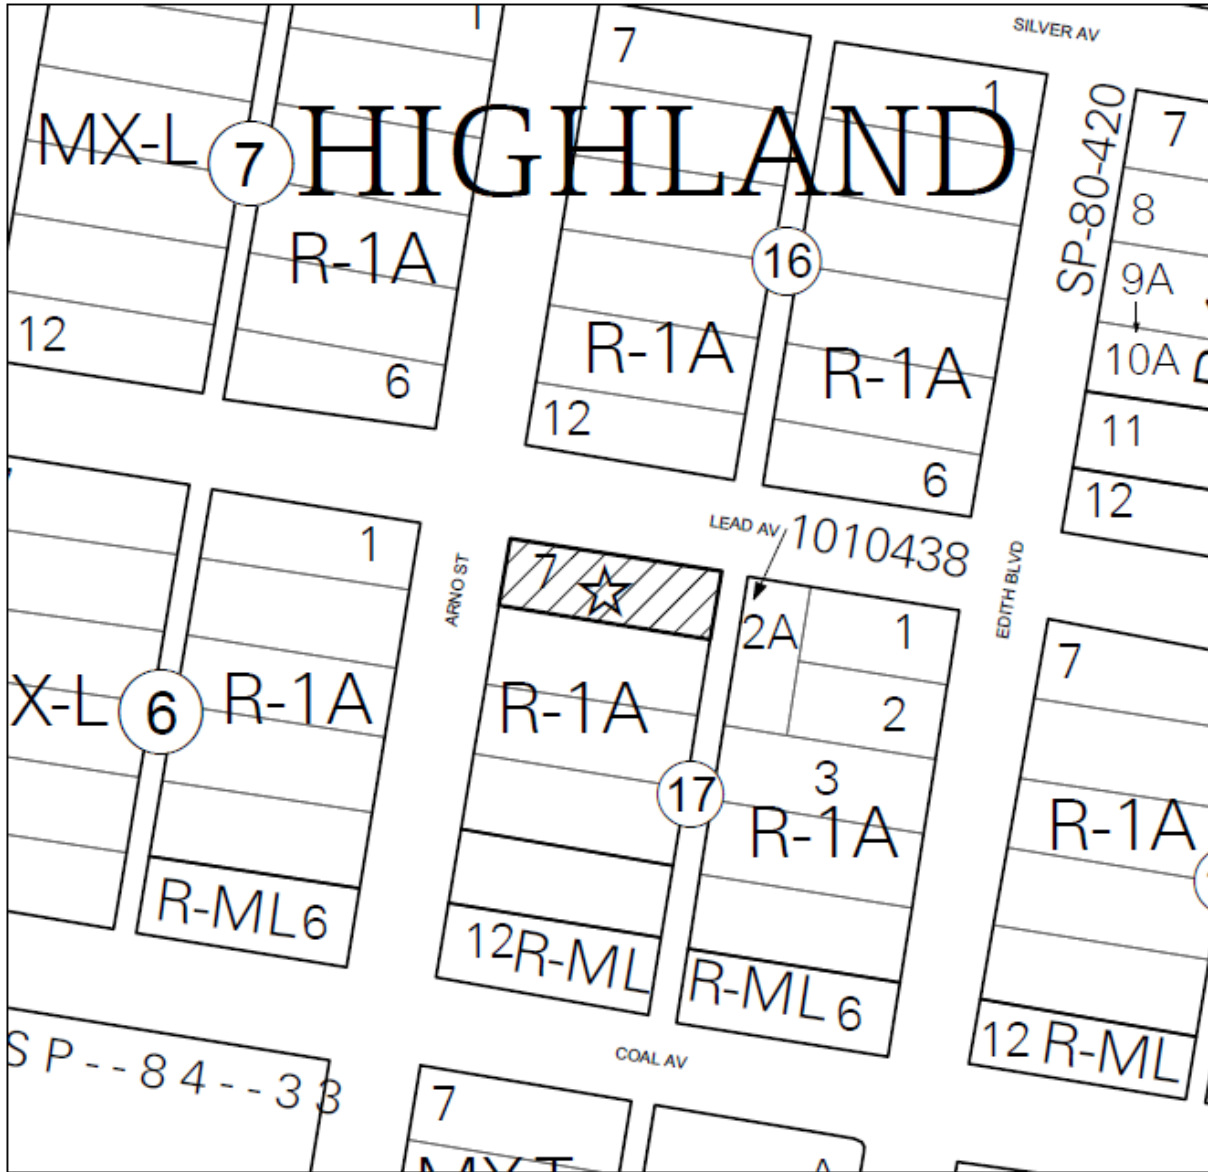 SILVER AV
1
7
1
7
MX-L
7
HIGHLAND
SP-80-420
8
R-1A
16
9A
12
6
R-1A
R-1A
10A
12
6
11
12
1
LEAD AV
1010438
ARNO ST
7
2A
1
EDITH BLVD
7
2
X-L
6
R-1A
R-1A
17
3
R-1A
R-1A
R-ML 6
12 R-ML
R-ML 6
12 R-ML
COAL AV
SP--84--33
7